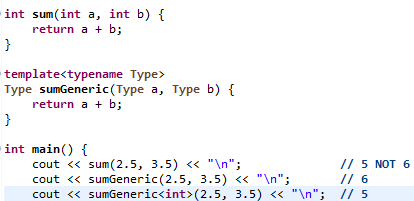 int sum(int a, int b) {
    return a + b;
}
template<typename Type>
Type sumGeneric(Type a, Type b) {
    return a + b;
}
int main() {
    cout << sum(2.5, 3.5) << "\n";             // 5 NOT 6
    cout << sumGeneric(2.5, 3.5) << "\n";      // 6
    cout << sumGeneric<int>(2.5, 3.5) << "\n"; // 5